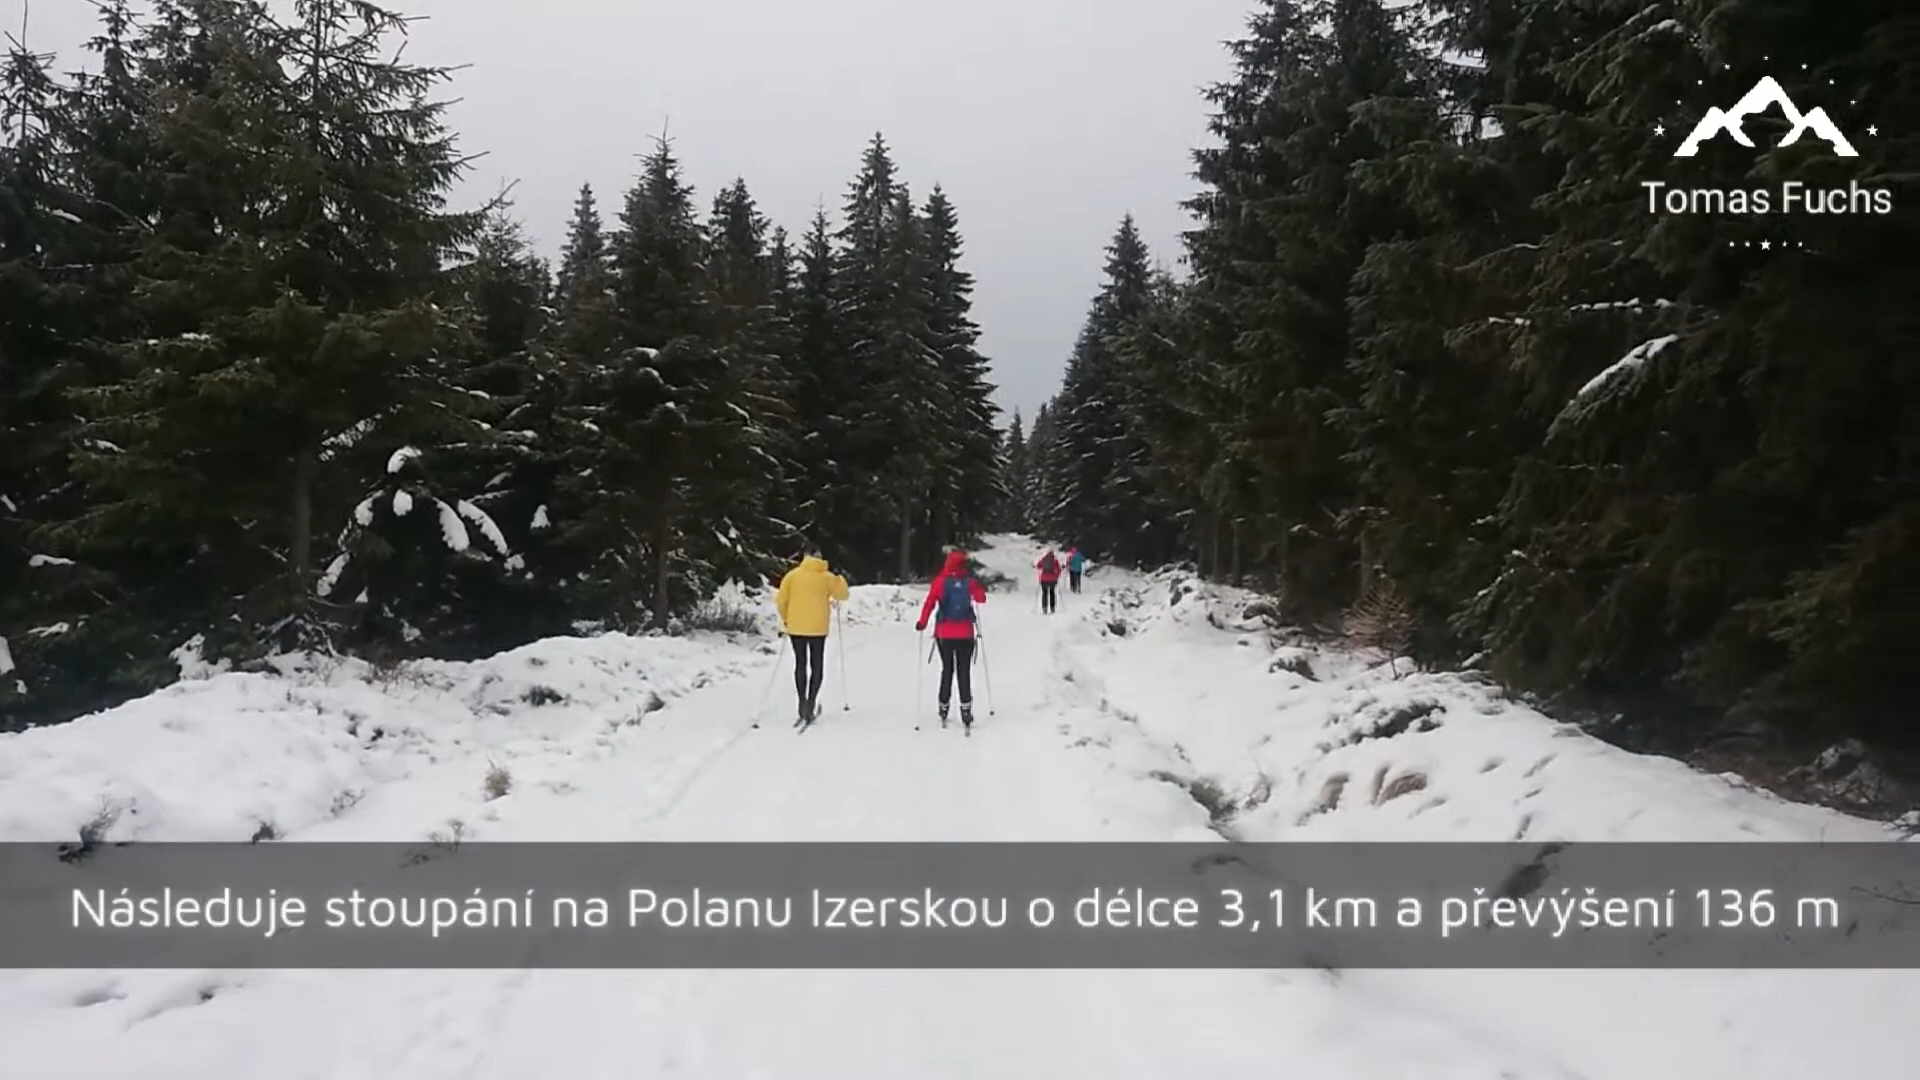 Tomas Fuchs
Následuje stoupání na Polanu Izerskou o délce 3,1 km a převýšení 136 m